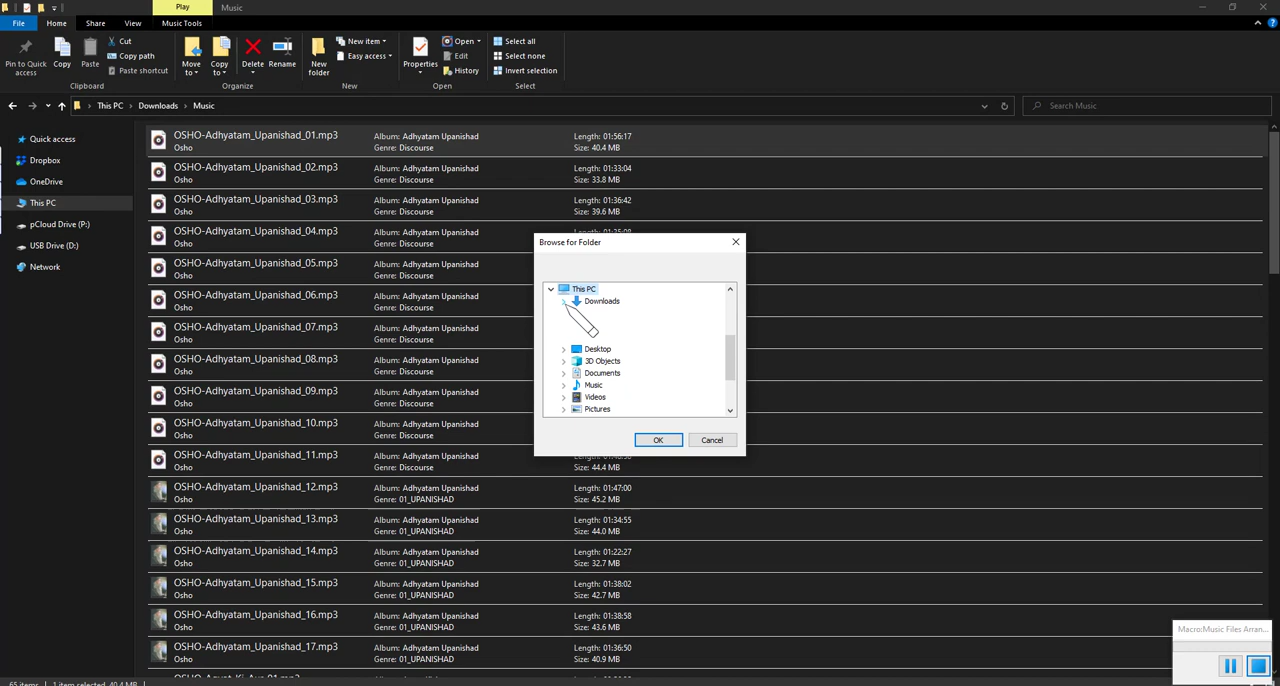 Play
Music
File
Home
Share
View
Music Tools
Pin to Quick access
Copy
Paste
Cut
Copy path
Paste shortcut
Move to
Copy to
Delete
Rename
New folder
New item
Easy access
Properties
Open
Edit
History
Select all
Select none
Invert selection
Clipboard
Organize
New
Open
Select
This PC
Downloads
Music
Search Music
Quick access
Dropbox
OneDrive
This PC
pCloud Drive (P:)
USB Drive (D:)
Network
OSHO-Adhyatam_Upanishad_01.mp3 Album: Adhyatam Upanishad Length: 01:56:17
Osho Genre: Discourse Size: 40.4 MB
OSHO-Adhyatam_Upanishad_02.mp3 Album: Adhyatam Upanishad Length: 01:33:04
Osho Genre: Discourse Size: 33.8 MB
OSHO-Adhyatam_Upanishad_03.mp3 Album: Adhyatam Upanishad Length: 01:36:42
Osho Genre: Discourse Size: 39.6 MB
OSHO-Adhyatam_Upanishad_04.mp3 Album: Adhyatam Upanishad
Osho Genre: Discourse
OSHO-Adhyatam_Upanishad_05.mp3 Album: Adhyatam Upanishad
Osho Genre: Discourse
OSHO-Adhyatam_Upanishad_06.mp3 Album: Adhyatam Upanishad
Osho Genre: Discourse
OSHO-Adhyatam_Upanishad_07.mp3 Album: Adhyatam Upanishad
Osho Genre: Discourse
OSHO-Adhyatam_Upanishad_08.mp3 Album: Adhyatam Upanishad
Osho Genre: Discourse
OSHO-Adhyatam_Upanishad_09.mp3 Album: Adhyatam Upanishad
Osho Genre: Discourse
OSHO-Adhyatam_Upanishad_10.mp3 Album: Adhyatam Upanishad
Osho Genre: Discourse
OSHO-Adhyatam_Upanishad_11.mp3 Album: Adhyatam Upanishad
Osho Genre: Discourse Size: 44.4 MB
OSHO-Adhyatam_Upanishad_12.mp3 Album: Adhyatam Upanishad Length: 01:47:00
Osho Genre: 01_UPANISHAD Size: 45.2 MB
OSHO-Adhyatam_Upanishad_13.mp3 Album: Adhyatam Upanishad Length: 01:34:55
Osho Genre: 01_UPANISHAD Size: 44.0 MB
OSHO-Adhyatam_Upanishad_14.mp3 Album: Adhyatam Upanishad Length: 01:22:27
Osho Genre: 01_UPANISHAD Size: 32.7 MB
OSHO-Adhyatam_Upanishad_15.mp3 Album: Adhyatam Upanishad Length: 01:38:02
Osho Genre: 01_UPANISHAD Size: 42.7 MB
OSHO-Adhyatam_Upanishad_16.mp3 Album: Adhyatam Upanishad Length: 01:38:58
Osho Genre: 01_UPANISHAD Size: 43.6 MB
OSHO-Adhyatam_Upanishad_17.mp3 Album: Adhyatam Upanishad Length: 01:36:50
Osho Genre: 01_UPANISHAD Size: 40.9 MB
Browse for Folder
This PC
Downloads
Desktop
3D Objects
Documents
Music
Videos
Pictures
OK
Cancel
Macro:Music Files Arran...
65 items 1 item selected 40.4 MB